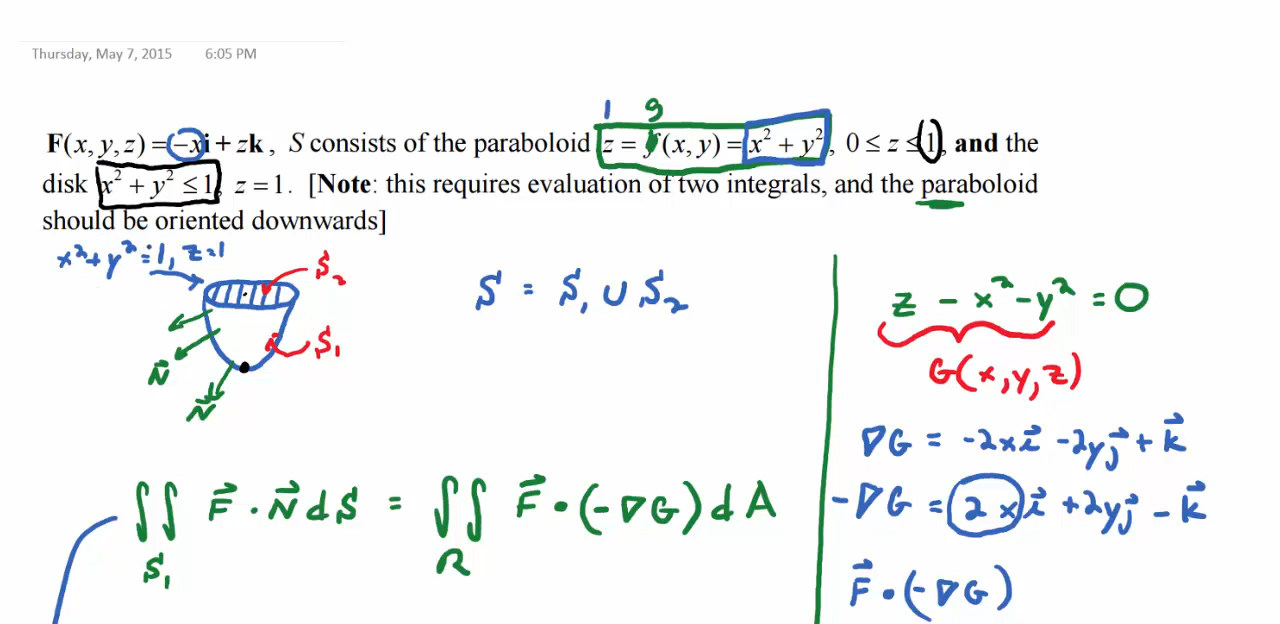 Thursday, May 7, 2015 6:05 PM
1 g
F(x, y, z) = -xi + zk, S consists of the paraboloid z = f(x, y) = x² + y², 0 ≤ z ≤ 1, and the
disk x² + y² ≤ 1, z = 1. [Note: this requires evaluation of two integrals, and the paraboloid
should be oriented downwards]
x² + y² = 1, z = 1
S₂
S₁
N⃗
N⃗
S = S₁ ∪ S₂
z - x² - y² = 0
G(x, y, z)
∇G = -2xi⃗ - 2yj⃗ + k⃗
-∇G = 2xi⃗ + 2yj⃗ - k⃗
∬S₁ F⃗ · N⃗ dS = ∬R F⃗ · (-∇G) dA
F⃗ · (-∇G)